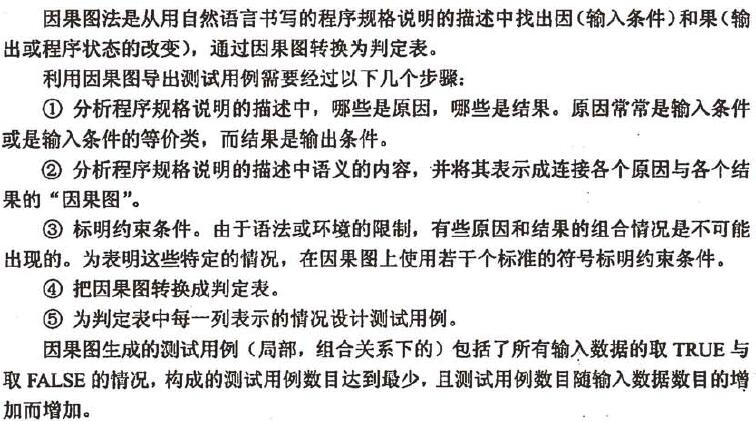 因果图法是从用自然语言书写的程序规格说明的描述中找出因(输入条件)和果(输
出或程序状态的改变)，通过因果图转换为判定表。
利用因果图导出测试用例需要经过以下几个步骤:
① 分析程序规格说明的描述中，哪些是原因，哪些是结果。原因常常是输入条件
或是输入条件的等价类，而结果是输出条件。
② 分析程序规格说明的描述中语义的内容，并将其表示成连接各个原因与各个结
果的“因果图”。
③ 标明约束条件。由于语法或环境的限制，有些原因和结果的组合情况是不可能
出现的。为表明这些特定的情况，在因果图上使用若干个标准的符号标明约束条件。
④ 把因果图转换成判定表。
⑤ 为判定表中每一列表示的情况设计测试用例。
因果图生成的测试用例（局部，组合关系下的）包括了所有输入数据的取 TRUE 与
取 FALSE 的情况，构成的测试用例数目达到最少，且测试用例数目随输入数据数目的增
加而增加。